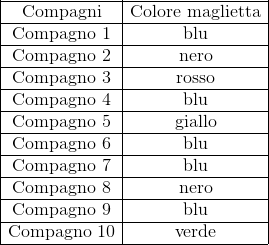 Compagni Colore maglietta
Compagno 1 blu
Compagno 2 nero
Compagno 3 rosso
Compagno 4 blu
Compagno 5 giallo
Compagno 6 blu
Compagno 7 blu
Compagno 8 nero
Compagno 9 blu
Compagno 10 verde